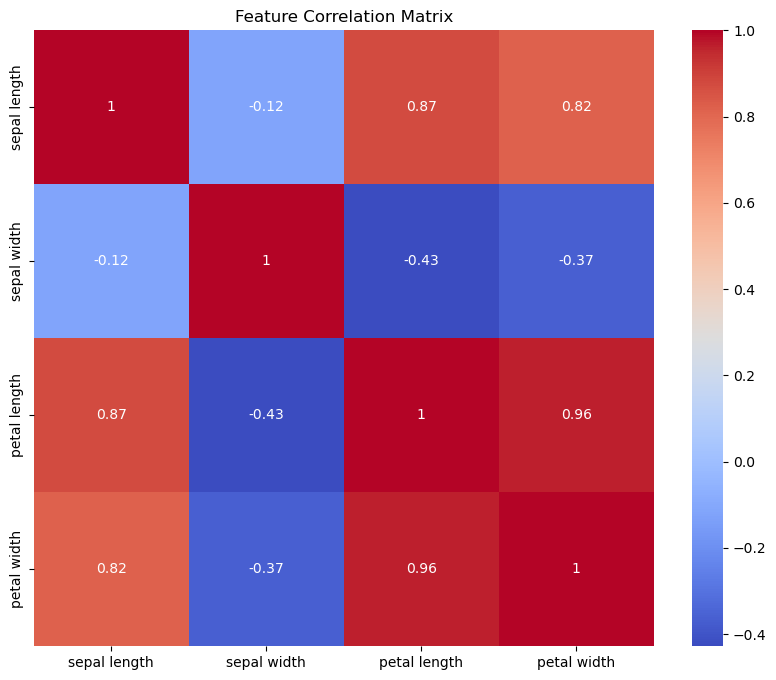 Feature Correlation Matrix
sepal length
1
-0.12
0.87
0.82
sepal width
-0.12
1
-0.43
-0.37
petal length
0.87
-0.43
1
0.96
petal width
0.82
-0.37
0.96
1
sepal length
sepal width
petal length
petal width
1.0
0.8
0.6
0.4
0.2
0.0
−0.2
−0.4